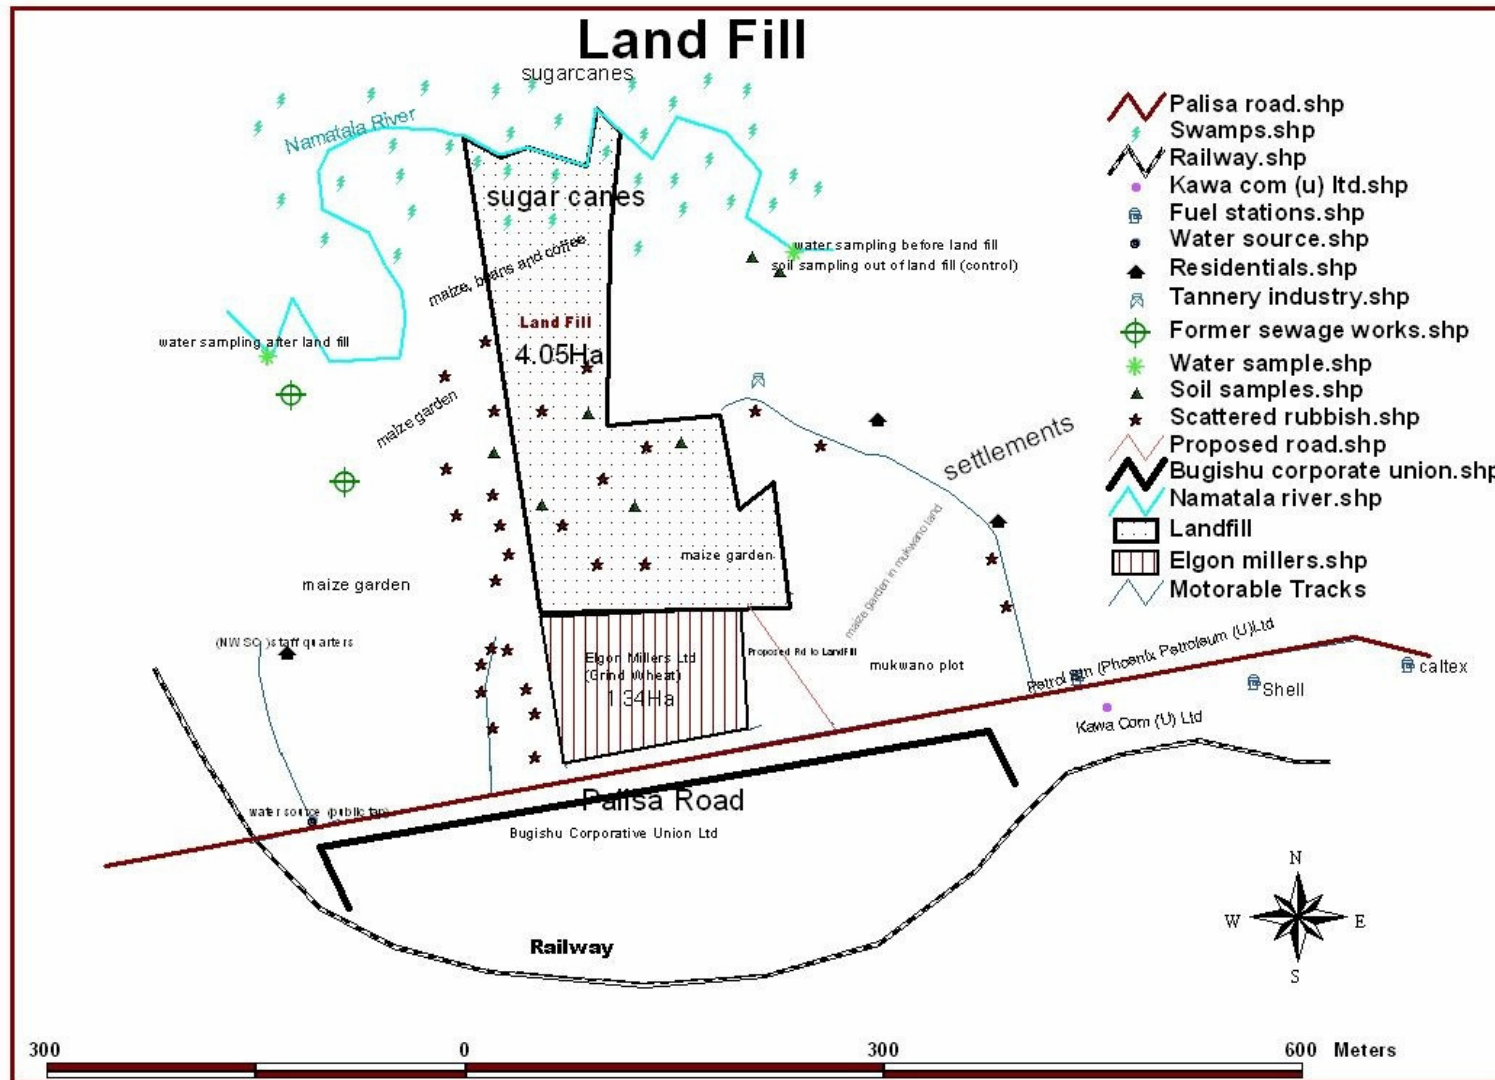 Land Fill
sugarcanes
Namatala River
sugar canes
maize, beans and coffee
water sampling before land fill
soil sampling out of land fill (control)
Land Fill
4.05Ha
water sampling after land fill
maize garden
settlements
maize garden
maize garden in mukwano land
maize garden
(NWSC )staff quarters
Elgon Millers Ltd
(Grind Wheat)
1.34Ha
Proposed Rd to LandFill
mukwano plot
Petrol Stn (Phoenix Petroleum (U)Ltd
caltex
Shell
Kawa Com (U) Ltd
water source (public tap)
Palisa Road
Bugishu Corporative Union Ltd
Railway
Palisa road.shp
Swamps.shp
Railway.shp
Kawa com (u) ltd.shp
Fuel stations.shp
Water source.shp
Residentials.shp
Tannery industry.shp
Former sewage works.shp
Water sample.shp
Soil samples.shp
Scattered rubbish.shp
Proposed road.shp
Bugishu corporate union.shp
Namatala river.shp
Landfill
Elgon millers.shp
Motorable Tracks
N
W E
S
300 0 300 600 Meters